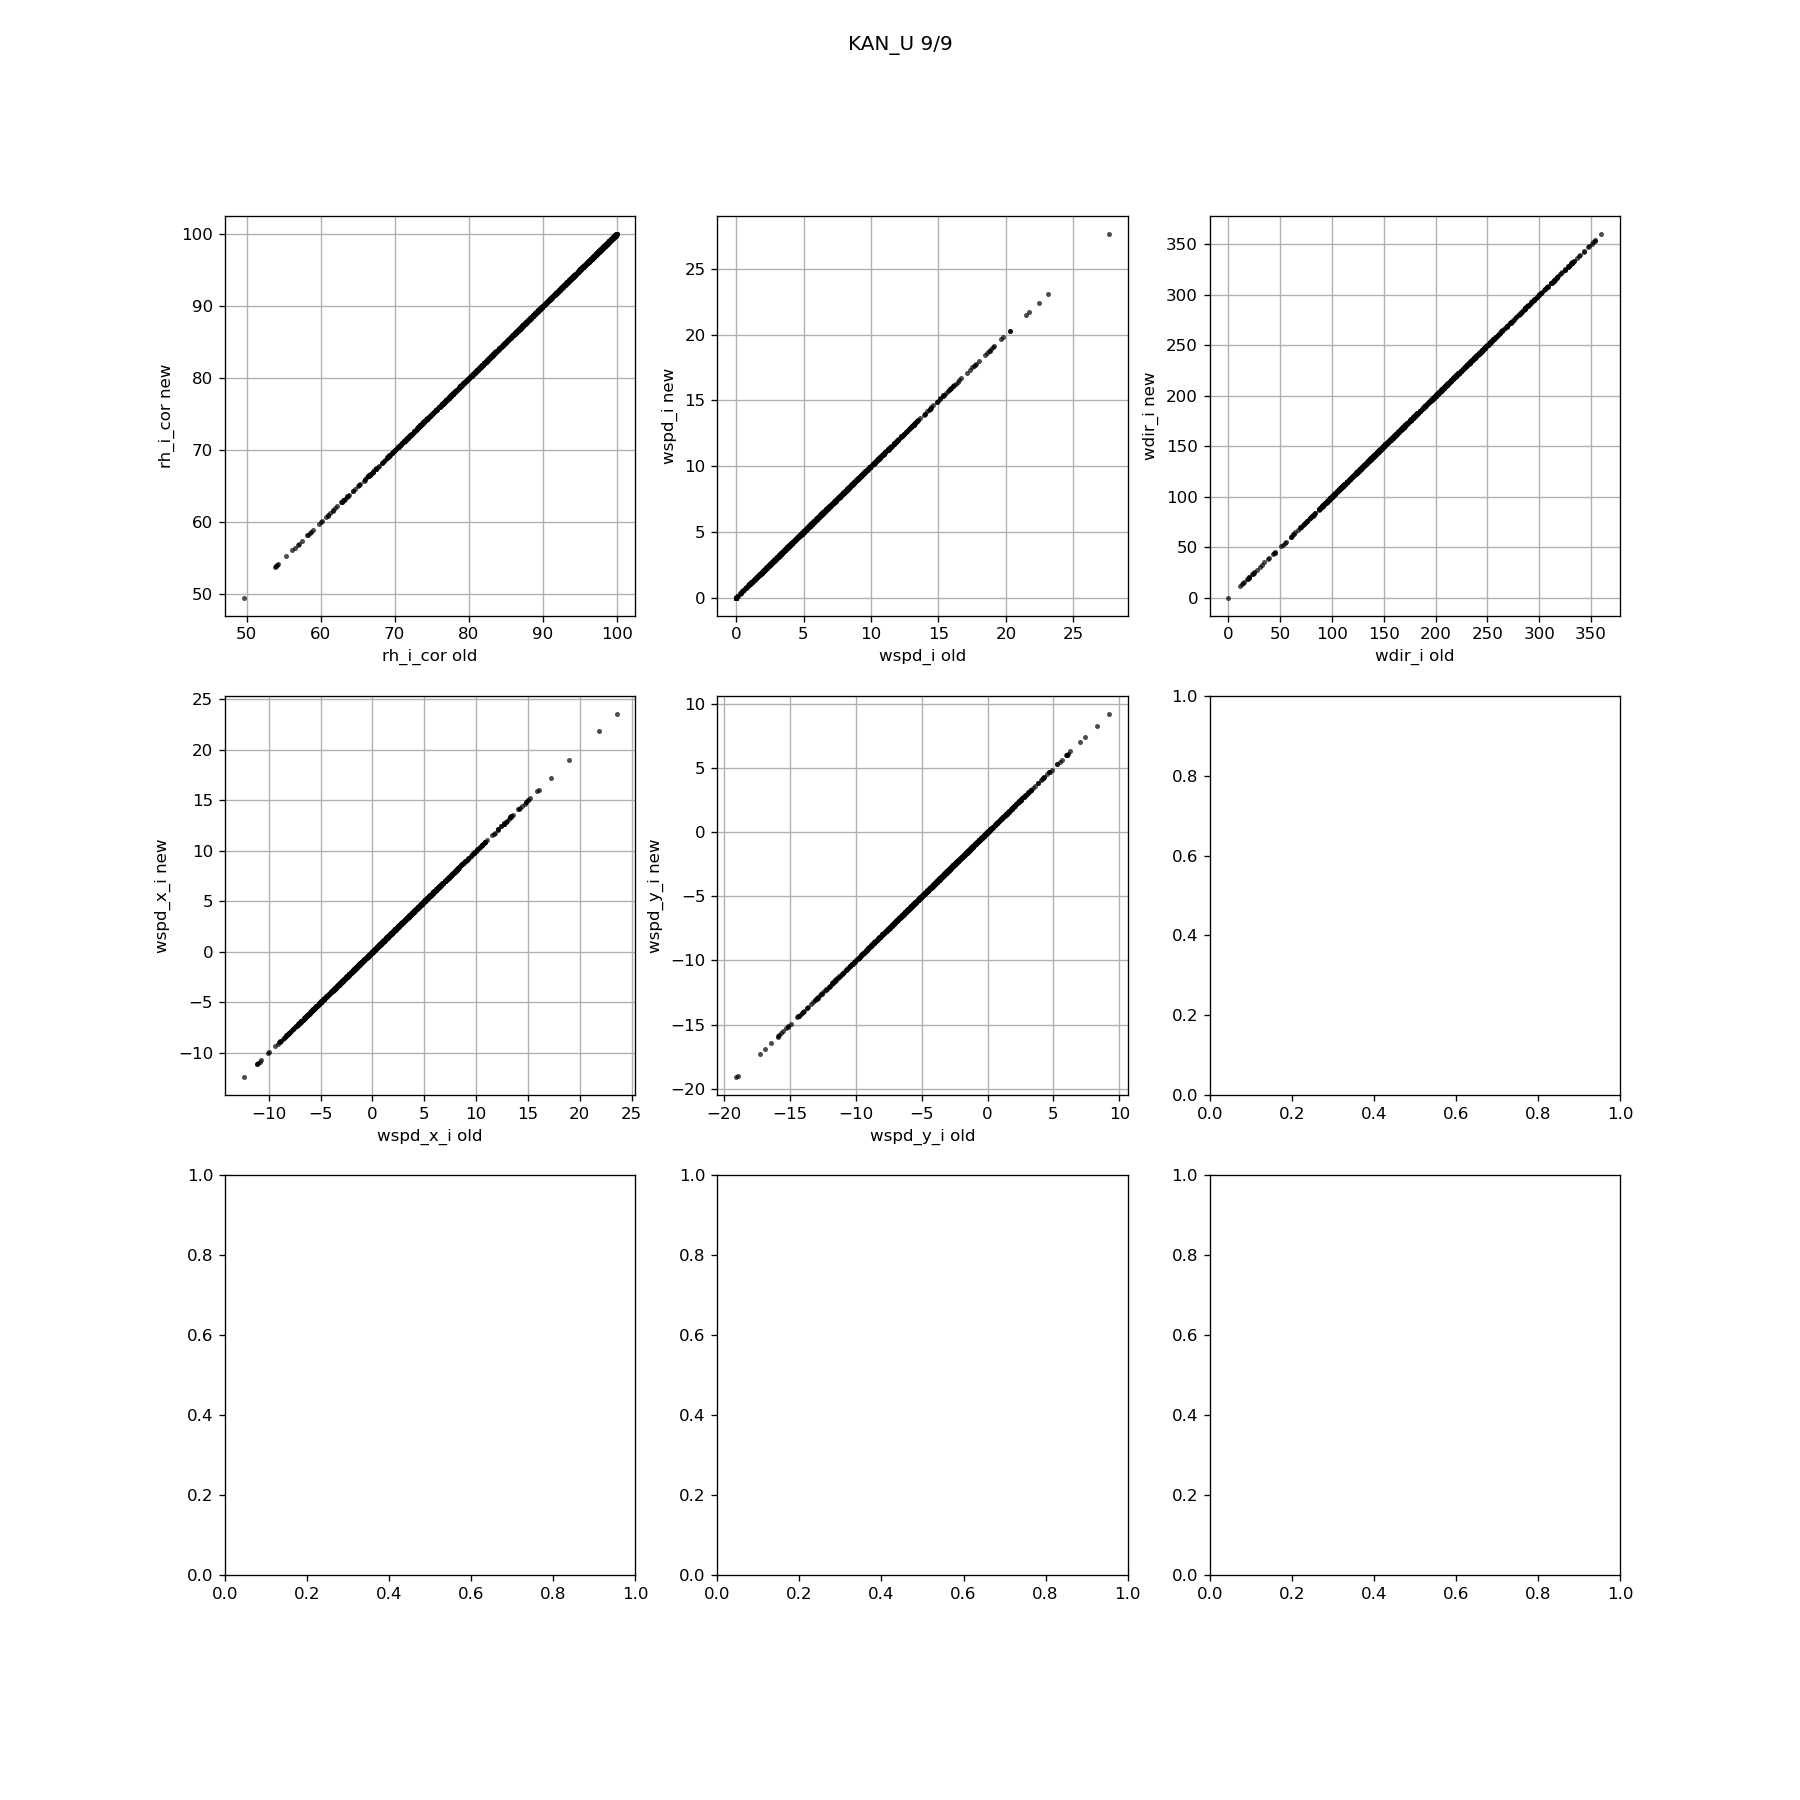 KAN_U 9/9
100
90
80
70
60
50
rh_i_cor new
50 60 70 80 90 100
rh_i_cor old
25
20
15
10
5
0
wspd_i new
0 5 10 15 20 25
wspd_i old
350
300
250
200
150
100
50
0
wdir_i new
0 50 100 150 200 250 300 350
wdir_i old
25
20
15
10
5
0
−5
−10
wspd_x_i new
−10 −5 0 5 10 15 20 25
wspd_x_i old
10
5
0
−5
−10
−15
−20
wspd_y_i new
−20 −15 −10 −5 0 5 10
wspd_y_i old
1.0
0.8
0.6
0.4
0.2
0.0
0.0 0.2 0.4 0.6 0.8 1.0
1.0
0.8
0.6
0.4
0.2
0.0
0.0 0.2 0.4 0.6 0.8 1.0
1.0
0.8
0.6
0.4
0.2
0.0
0.0 0.2 0.4 0.6 0.8 1.0
1.0
0.8
0.6
0.4
0.2
0.0
0.0 0.2 0.4 0.6 0.8 1.0